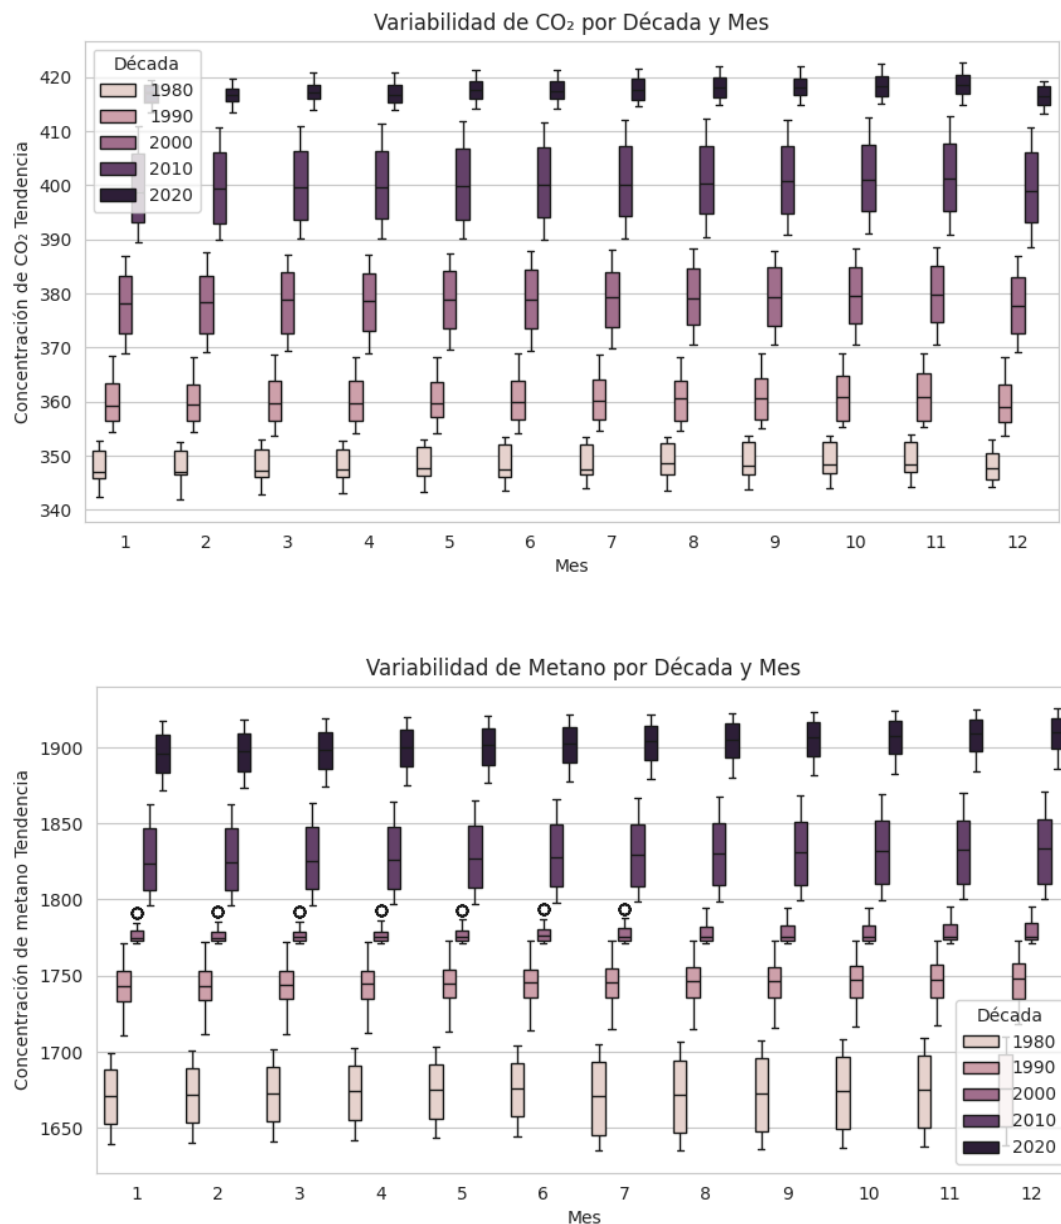 Variabilidad de CO₂ por Década y Mes
Concentración de CO₂ Tendencia
420
410
400
390
380
370
360
350
340
Década
1980
1990
2000
2010
2020
1 2 3 4 5 6 7 8 9 10 11 12
Mes
Variabilidad de Metano por Década y Mes
Concentración de metano Tendencia
1900
1850
1800
1750
1700
1650
Década
1980
1990
2000
2010
2020
1 2 3 4 5 6 7 8 9 10 11 12
Mes